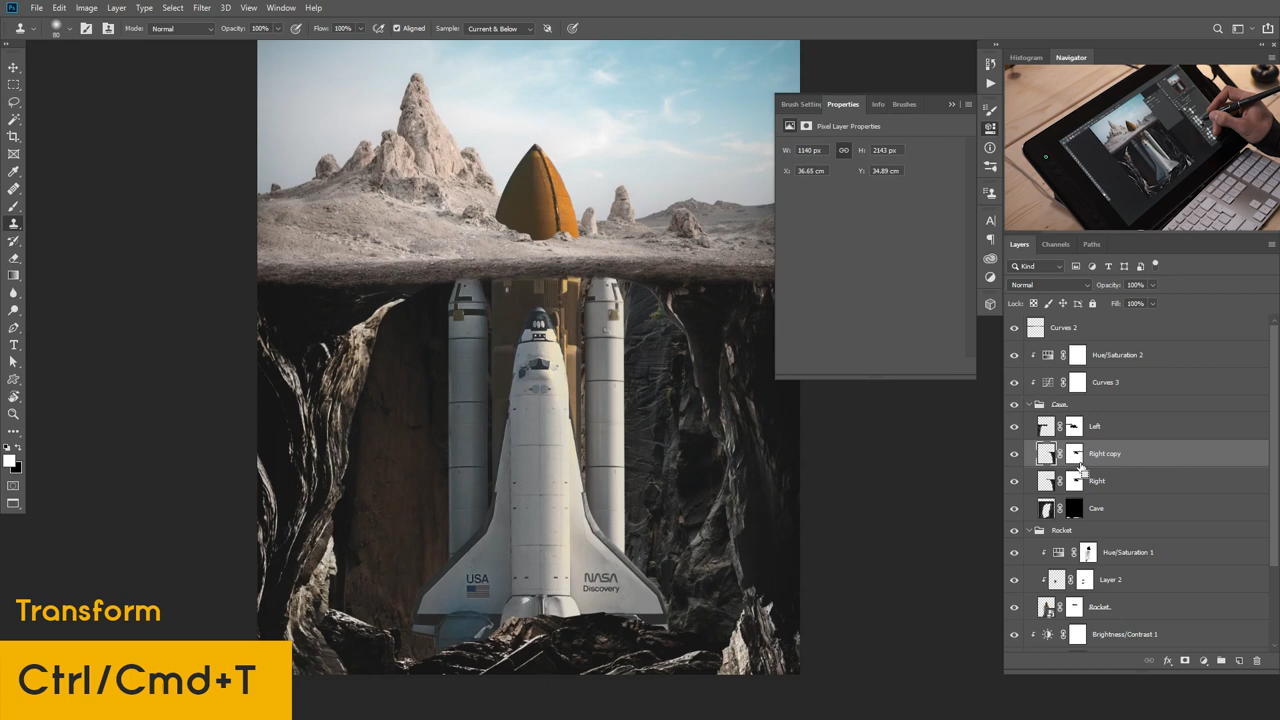 Ps File Edit Image Layer Type Select Filter 3D View Window Help
80 Mode: Normal Opacity: 100% Flow: 100% Aligned Sample: Current & Below
Histogram Navigator
Brush Setting Properties Info Brushes
Pixel Layer Properties
W: 1140 px H: 2143 px
X: 36.65 cm Y: 34.89 cm
Layers Channels Paths
Kind
Normal Opacity: 100%
Lock: Fill: 100%
Curves 2
Hue/Saturation 2
Curves 3
Cave
Left
Right copy
Right
Cave
Rocket
Hue/Saturation 1
Layer 2
Rocket
Brightness/Contrast 1
USA
NASA
Discovery
Transform
Ctrl/Cmd+T